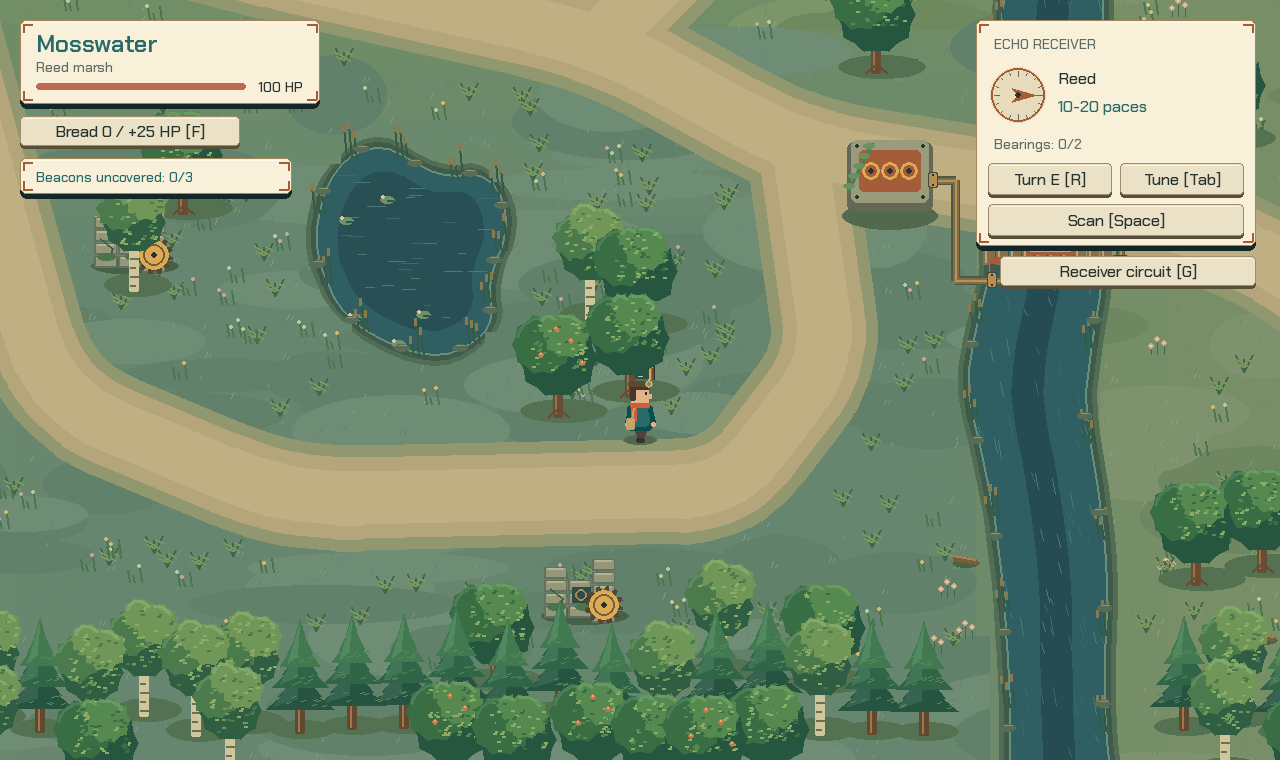 Mosswater
Reed marsh
100 HP
Bread 0 / +25 HP [F]
Beacons uncovered: 0/3
ECHO RECEIVER
Reed
10-20 paces
Bearings: 0/2
Turn E [R]
Tune [Tab]
Scan [Space]
Receiver circuit [G]